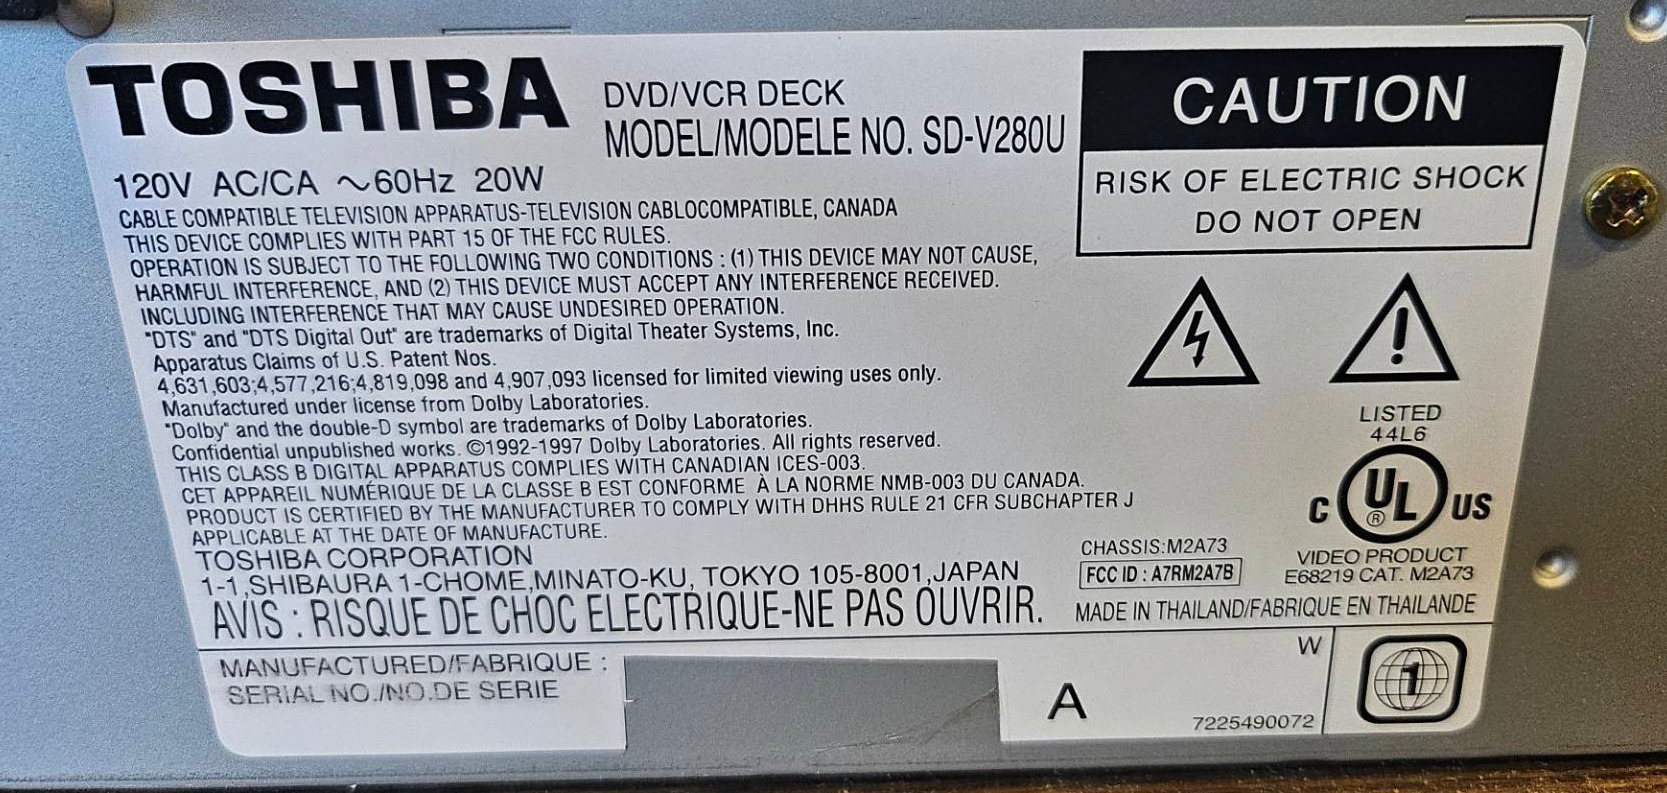 TOSHIBA
DVD/VCR DECK
MODEL/MODELE NO. SD-V280U
120V AC/CA ~60Hz 20W
CABLE COMPATIBLE TELEVISION APPARATUS-TELEVISION CABLOCOMPATIBLE, CANADA
THIS DEVICE COMPLIES WITH PART 15 OF THE FCC RULES.
OPERATION IS SUBJECT TO THE FOLLOWING TWO CONDITIONS : (1) THIS DEVICE MAY NOT CAUSE,
HARMFUL INTERFERENCE, AND (2) THIS DEVICE MUST ACCEPT ANY INTERFERENCE RECEIVED.
INCLUDING INTERFERENCE THAT MAY CAUSE UNDESIRED OPERATION.
"DTS" and "DTS Digital Out" are trademarks of Digital Theater Systems, Inc.
Apparatus Claims of U.S. Patent Nos.
4,631,603;4,577,216;4,819,098 and 4,907,093 licensed for limited viewing uses only.
Manufactured under license from Dolby Laboratories.
"Dolby" and the double-D symbol are trademarks of Dolby Laboratories.
Confidential unpublished works. ©1992-1997 Dolby Laboratories. All rights reserved.
THIS CLASS B DIGITAL APPARATUS COMPLIES WITH CANADIAN ICES-003.
CET APPAREIL NUMÉRIQUE DE LA CLASSE B EST CONFORME À LA NORME NMB-003 DU CANADA.
PRODUCT IS CERTIFIED BY THE MANUFACTURER TO COMPLY WITH DHHS RULE 21 CFR SUBCHAPTER J
APPLICABLE AT THE DATE OF MANUFACTURE.
TOSHIBA CORPORATION
1-1,SHIBAURA 1-CHOME,MINATO-KU, TOKYO 105-8001,JAPAN
AVIS : RISQUE DE CHOC ELECTRIQUE-NE PAS OUVRIR.
CAUTION
RISK OF ELECTRIC SHOCK
DO NOT OPEN
!
LISTED
44L6
C UL ® US
VIDEO PRODUCT
E68219 CAT. M2A73
CHASSIS:M2A73
FCC ID : A7RM2A7B
MADE IN THAILAND/FABRIQUE EN THAILANDE
MANUFACTURED/FABRIQUE :
SERIAL NO./NO.DE SERIE
A
W
7225490072
1